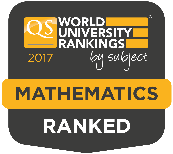 QS WORLD
UNIVERSITY
RANKINGS
2017 by subject
MATHEMATICS
RANKED